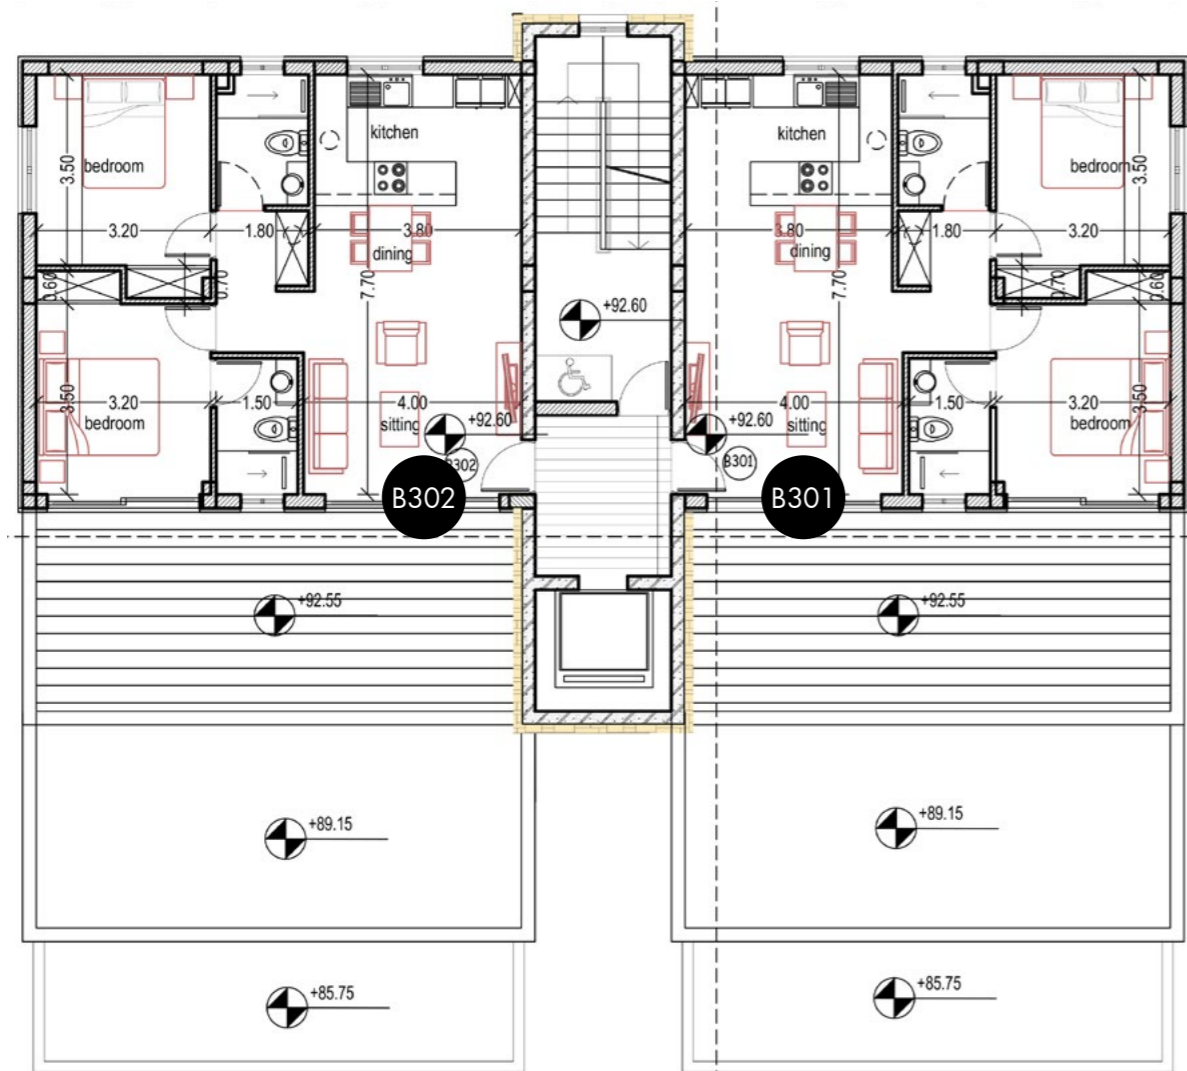 kitchen
kitchen
bedroom
bedroom
3.50
3.50
3.20
1.80
3.80
3.80
1.80
3.20
dining
dining
0.60
0.70
7.70
7.70
0.70
0.60
+92.60
3.50
3.20
1.50
4.00
4.00
1.50
3.20
3.50
bedroom
sitting
+92.60
+92.60
sitting
bedroom
B302
B301
B302
B301
+92.55
+92.55
+89.15
+89.15
+85.75
+85.75